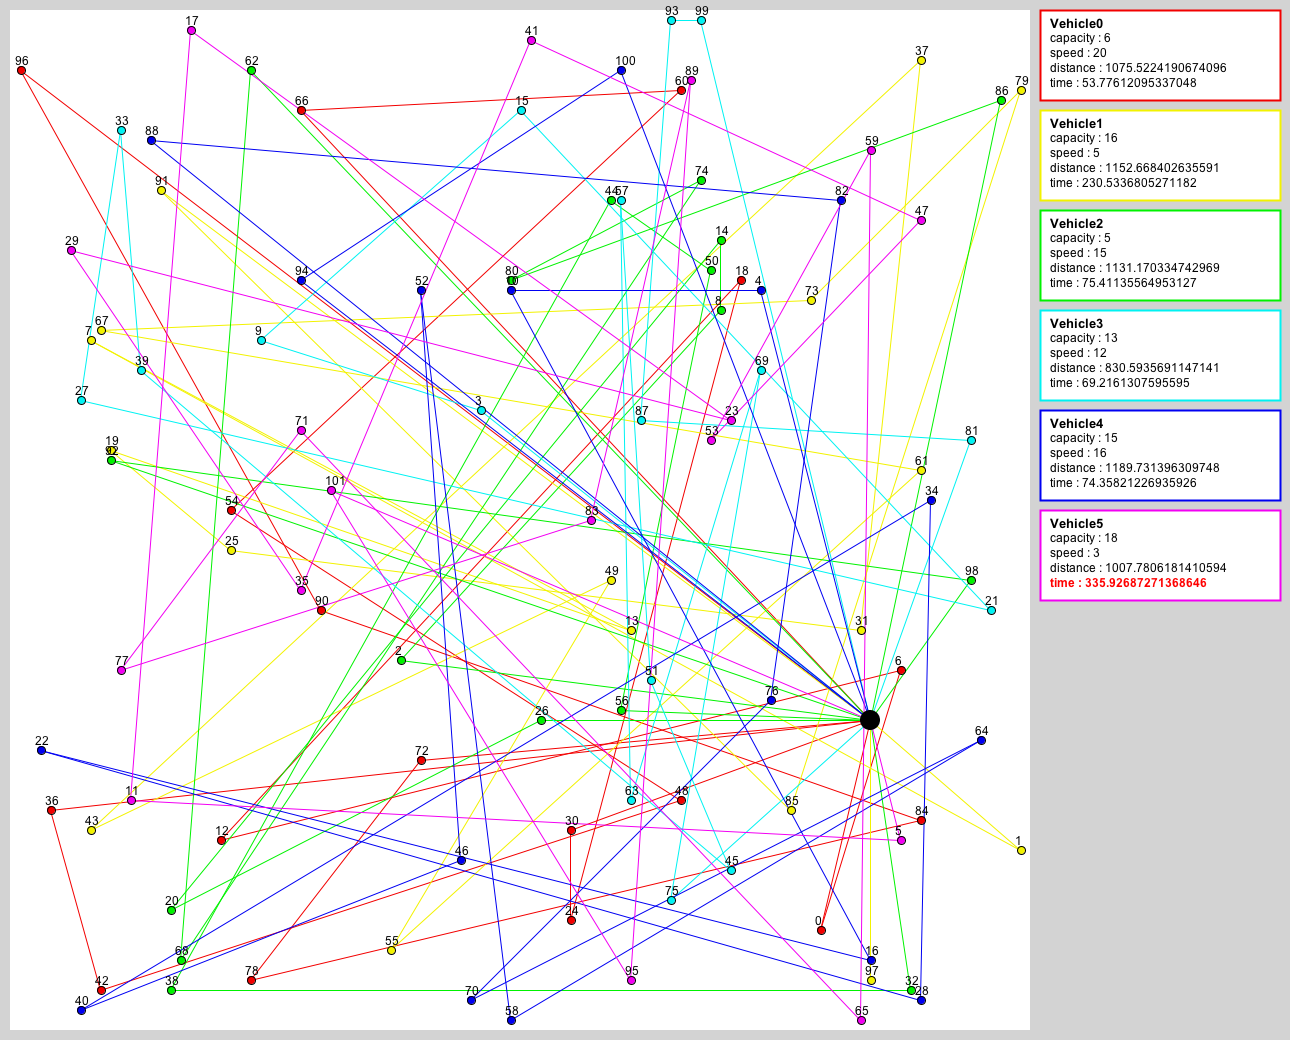 93 99
17
41
37
96 62 100
60 89
79
86
66 15
33
88
59
91
74
44 57 82
47
14
29
50
94 52 80 18 4
73
8
67
7 9
39 69
27
3
87 23
71 53 81
19
92
61
101 34
54
83
25
49 98
35
90 21
13 31
77 2 6
51
76
56
26
22 64
72
11 63 48 85
36
43 12 30 84
5
1
46 45
75
20 24
0
55
68 16
42 78 95 97
38 32
40 70 28
58 65
Vehicle0
capacity : 6
speed : 20
distance : 1075.5224190674096
time : 53.77612095337048
Vehicle1
capacity : 16
speed : 5
distance : 1152.668402635591
time : 230.5336805271182
Vehicle2
capacity : 5
speed : 15
distance : 1131.170334742969
time : 75.41135564953127
Vehicle3
capacity : 13
speed : 12
distance : 830.5935691147141
time : 69.2161307595595
Vehicle4
capacity : 15
speed : 16
distance : 1189.731396309748
time : 74.35821226935926
Vehicle5
capacity : 18
speed : 3
distance : 1007.7806181410594
time : 335.92687271368646